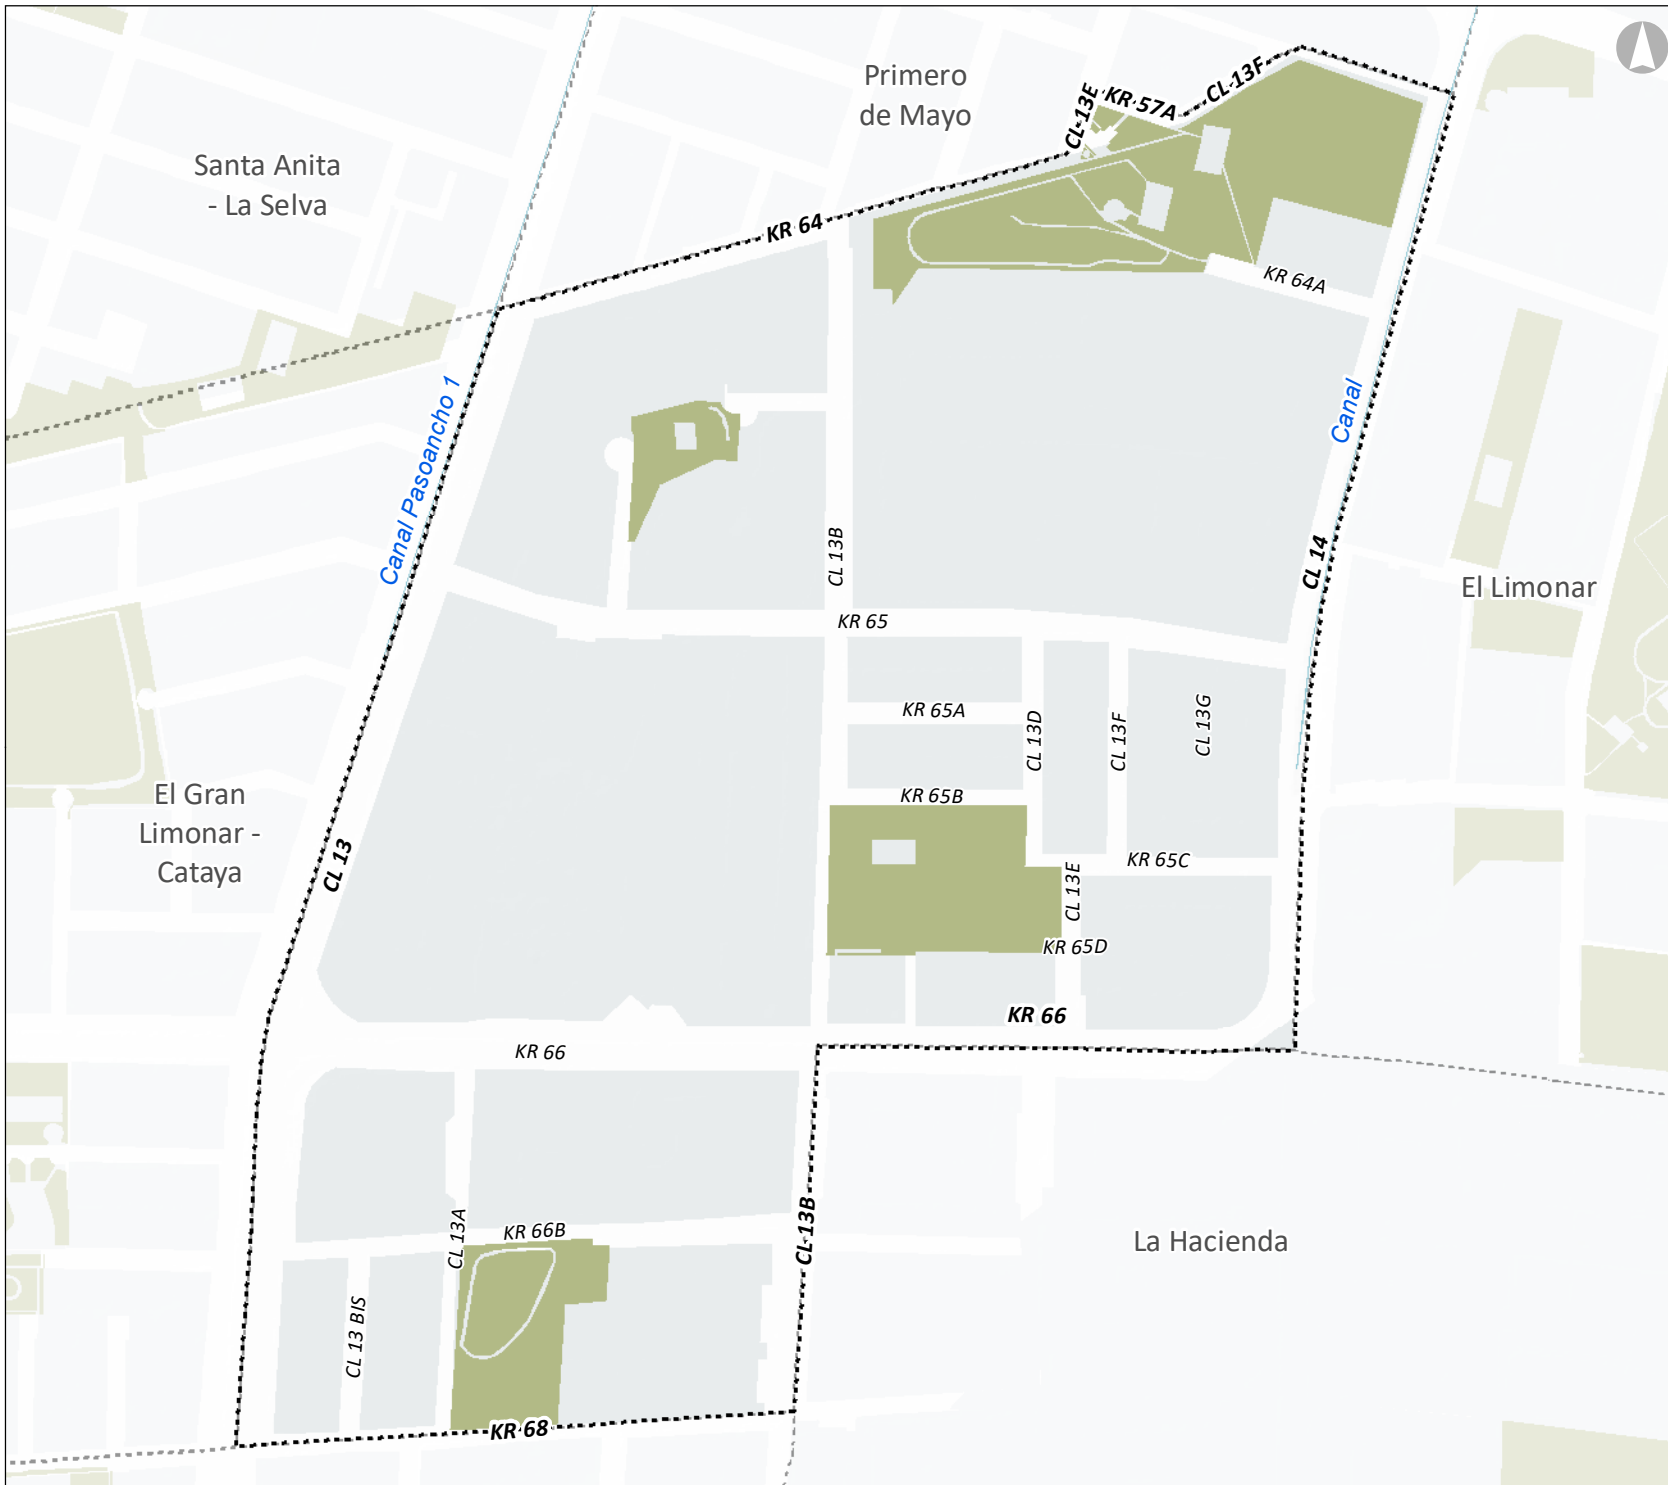 Primero
de Mayo
CL 13E
KR 57A
CL 13F
Santa Anita
- La Selva
KR 64
KR 64A
Canal Pasoancho 1
Canal
CL 13B
CL 14
El Limonar
KR 65
KR 65A
CL 13D
CL 13F
CL 13G
KR 65B
El Gran
Limonar -
Cataya
CL 13
KR 65C
CL 13E
KR 65D
KR 66
KR 66
CL 13A
KR 66B
CL 13B
La Hacienda
CL 13 BIS
KR 68